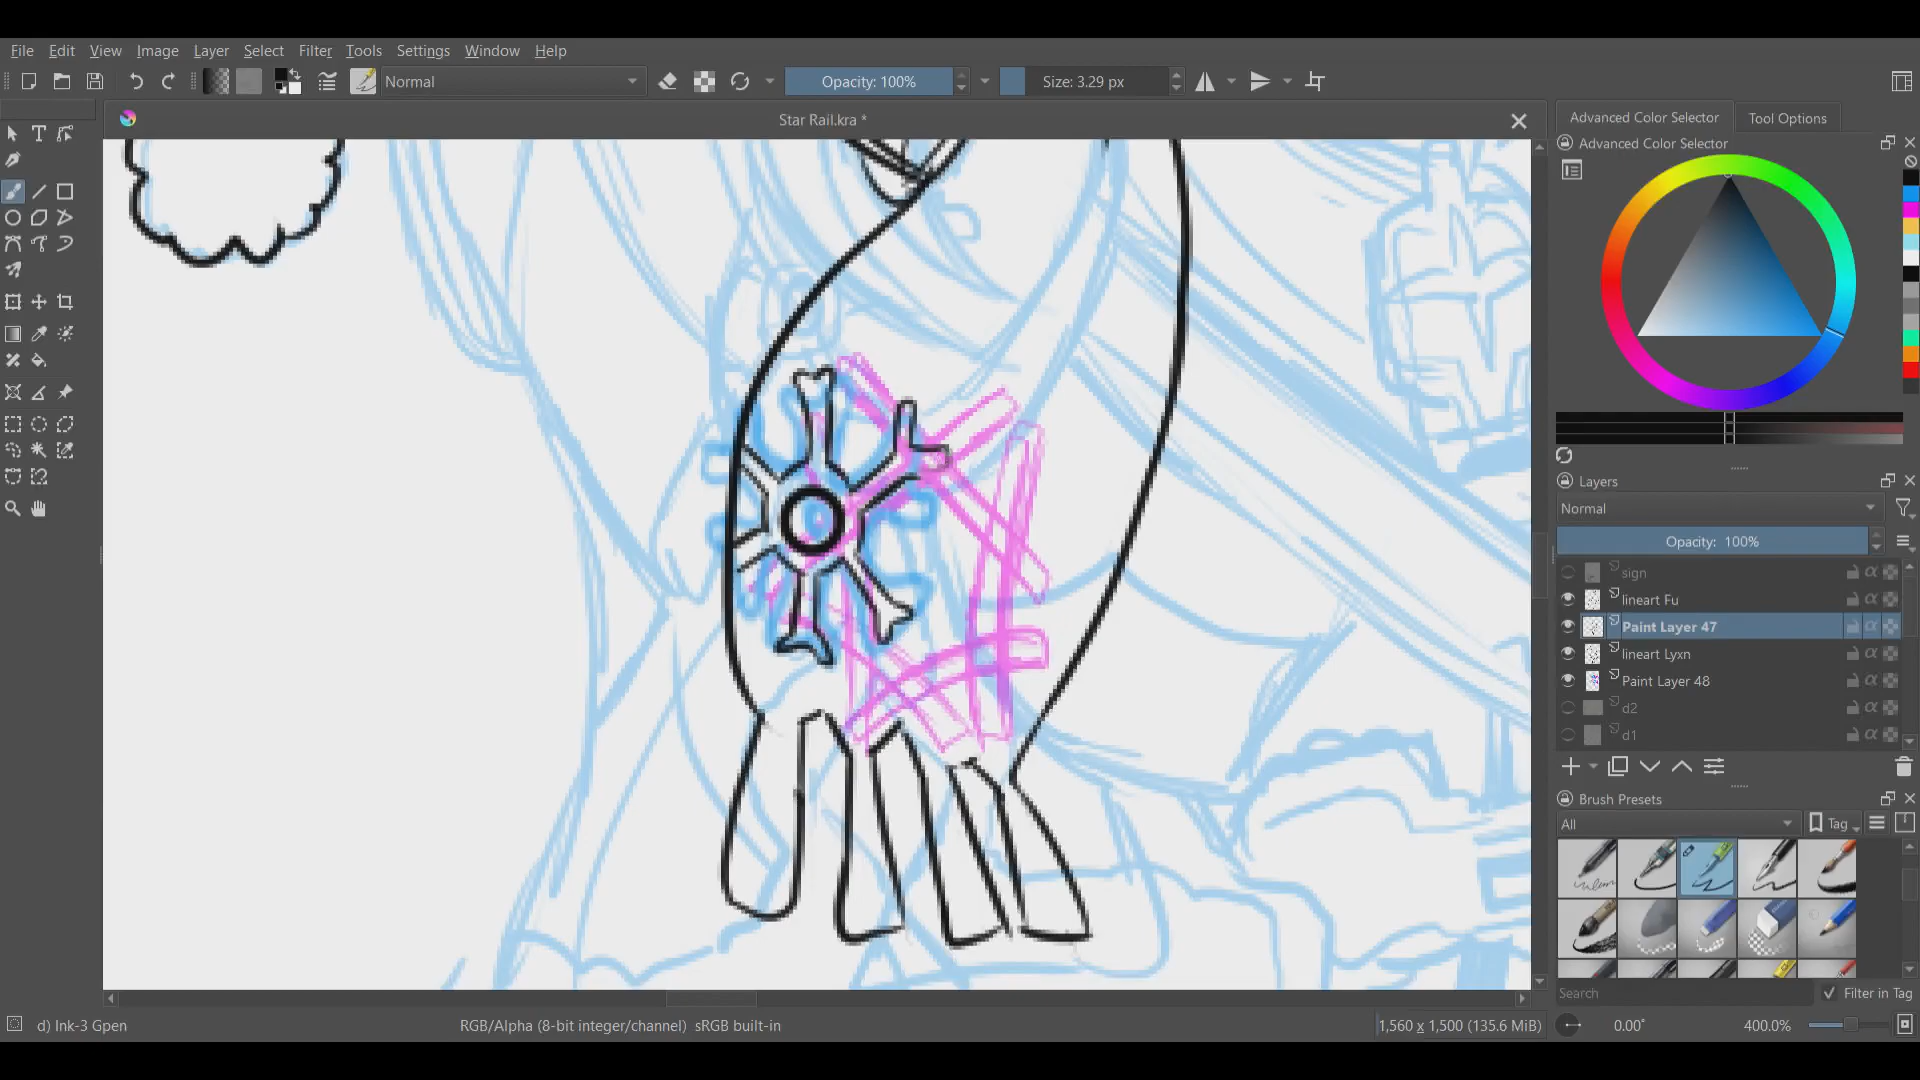 File Edit View Image Layer Select Filter Tools Settings Window Help
Normal
Opacity: 100%
Size: 3.29 px
Star Rail.kra *
Advanced Color Selector
Tool Options
Advanced Color Selector
Layers
Normal
Opacity: 100%
sign
lineart Fu
Paint Layer 47
lineart Lyxn
Paint Layer 48
d2
d1
Brush Presets
All
Tag
Search
Filter in Tag
d) Ink-3 Gpen
RGB/Alpha (8-bit integer/channel) sRGB built-in
1,560 x 1,500 (135.6 MiB)
0.00°
400.0%